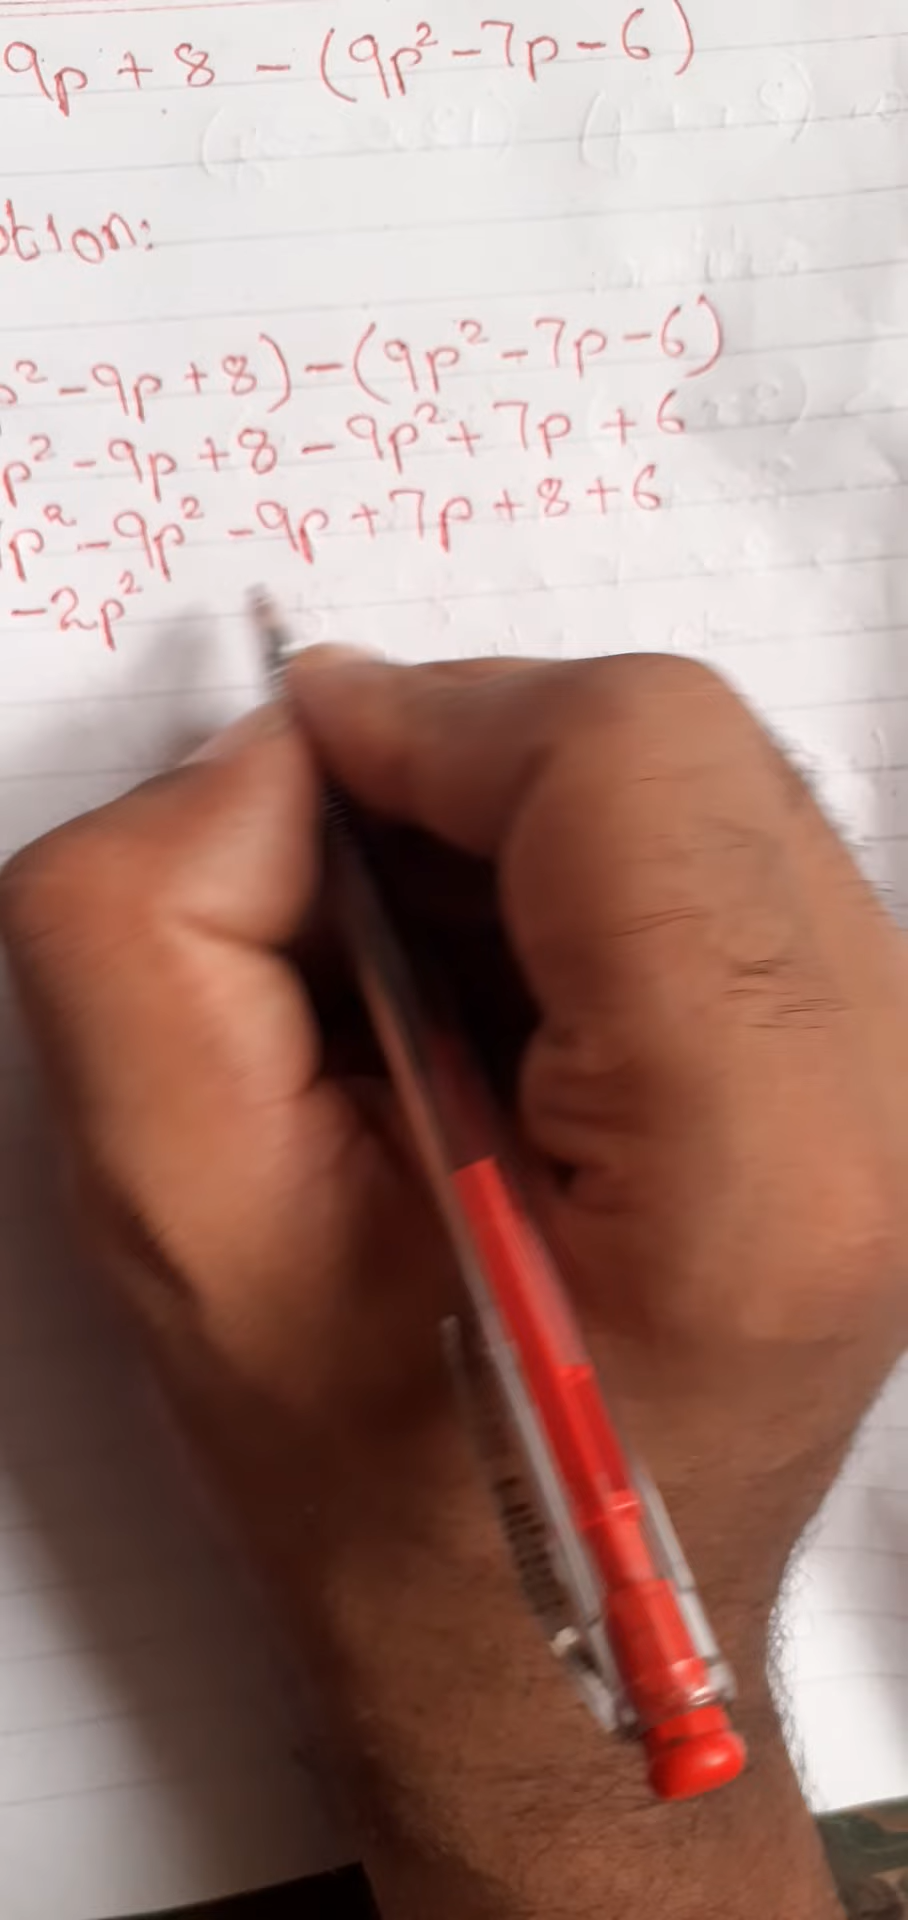 9p + 8 - (9p² - 7p - 6)
otion:
² - 9p + 8) - (9p² - 7p - 6)
p² - 9p + 8 - 9p² + 7p + 6
p² - 9p² - 9p + 7p + 8 + 6
-2p²